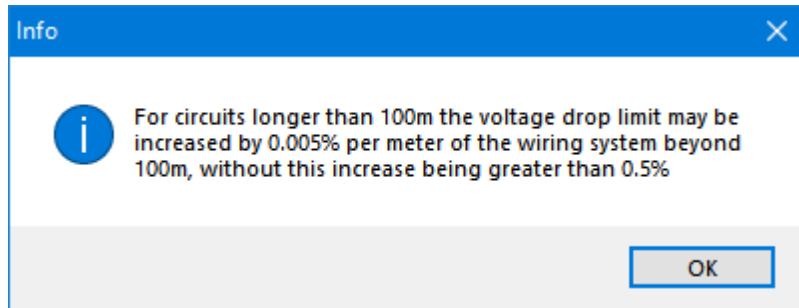 Info
For circuits longer than 100m the voltage drop limit may be
increased by 0.005% per meter of the wiring system beyond
100m, without this increase being greater than 0.5%
OK